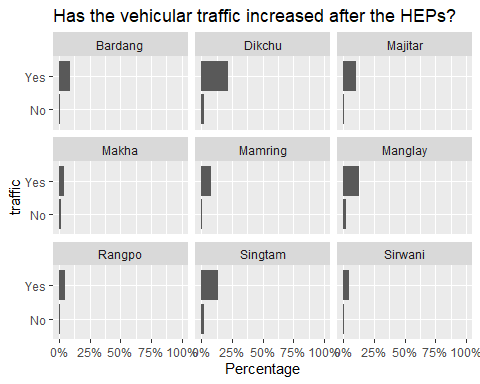 Has the vehicular traffic increased after the HEPs?
Bardang Dikchu Majitar
Yes
No
Makha Mamring Manglay
Yes
No
traffic
Rangpo Singtam Sirwani
Yes
No
0% 25% 50% 75% 100% 0% 25% 50% 75% 100% 0% 25% 50% 75% 100%
Percentage